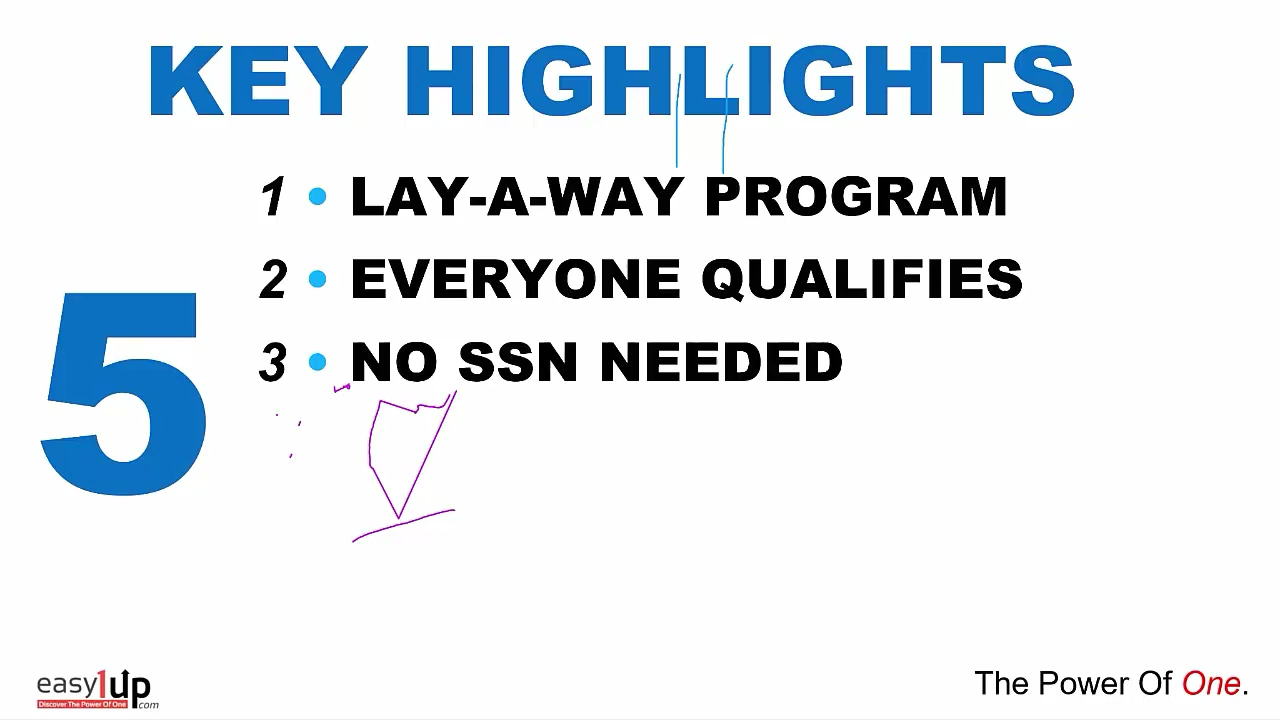 KEY HIGHLIGHTS
1 • LAY-A-WAY PROGRAM
2 • EVERYONE QUALIFIES
3 • NO SSN NEEDED
5
easy1up
Discover The Power Of One .com
The Power Of One.